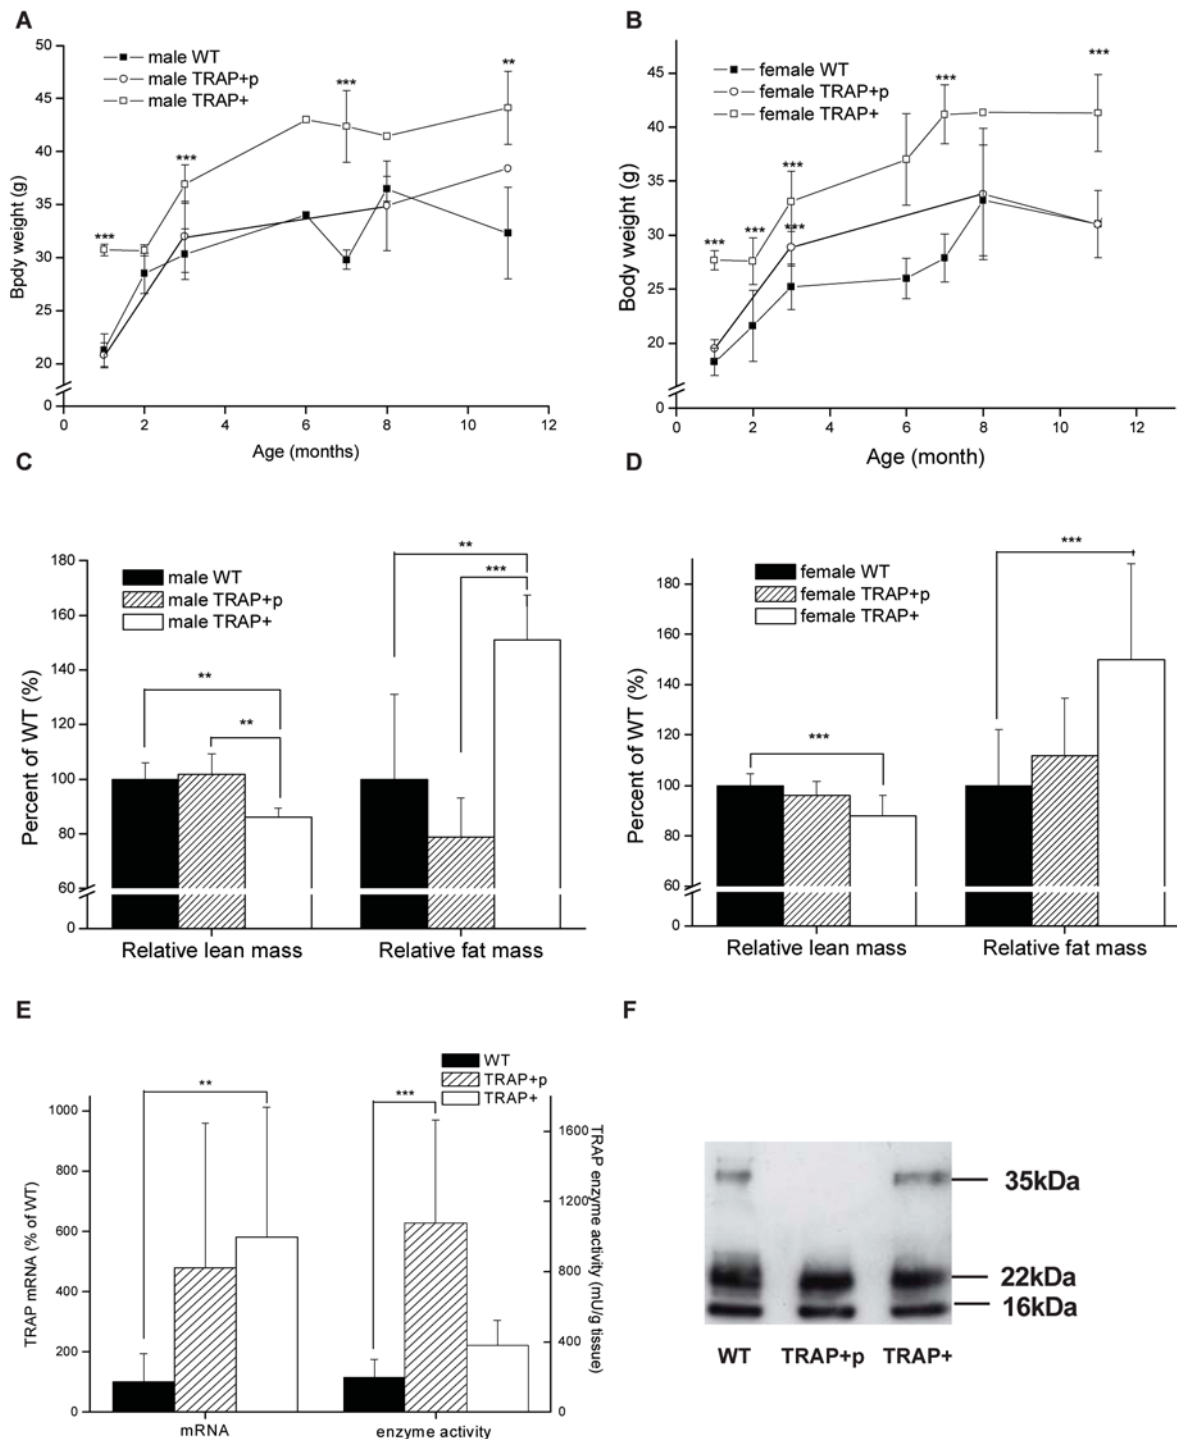 A
male WT
male TRAP+p
male TRAP+
Bpdy weight (g)
50
45
40
35
30
25
20
0
*** *** *** **
0 2 4 6 8 10 12
Age (months)
B
female WT
female TRAP+p
female TRAP+
Body weight (g)
45
40
35
30
25
20
0
*** *** *** *** *** ***
0 2 4 6 8 10 12
Age (month)
C
male WT
male TRAP+p
male TRAP+
Percent of WT (%)
180
160
140
120
100
80
60
0
** ** ** ***
Relative lean mass Relative fat mass
D
female WT
female TRAP+p
female TRAP+
Percent of WT (%)
180
160
140
120
100
80
60
0
*** ***
Relative lean mass Relative fat mass
E
WT
TRAP+p
TRAP+
TRAP mRNA (% of WT)
1000
800
600
400
200
0
** ***
1600
1200
800
400
0
TRAP enzyme activity (mU/g tissue)
mRNA enzyme activity
F
35kDa
22kDa
16kDa
WT TRAP+p TRAP+